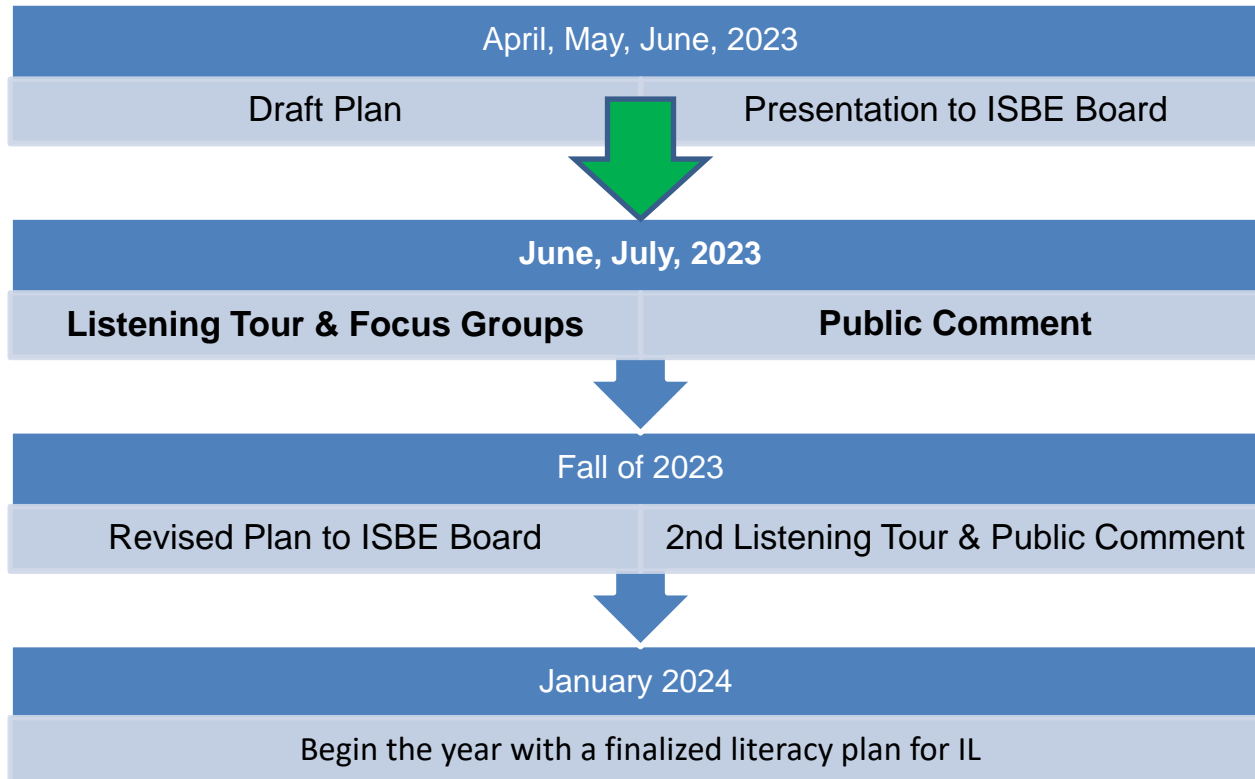 April, May, June, 2023
Draft Plan
Presentation to ISBE Board
June, July, 2023
Listening Tour & Focus Groups
Public Comment
Fall of 2023
Revised Plan to ISBE Board
2nd Listening Tour & Public Comment
January 2024
Begin the year with a finalized literacy plan for IL